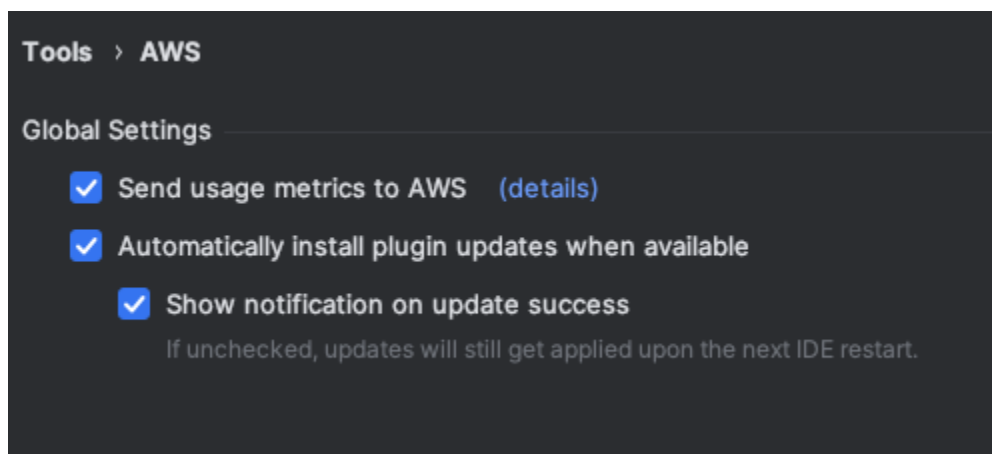 Tools › AWS
Global Settings
Send usage metrics to AWS (details)
Automatically install plugin updates when available
Show notification on update success
If unchecked, updates will still get applied upon the next IDE restart.